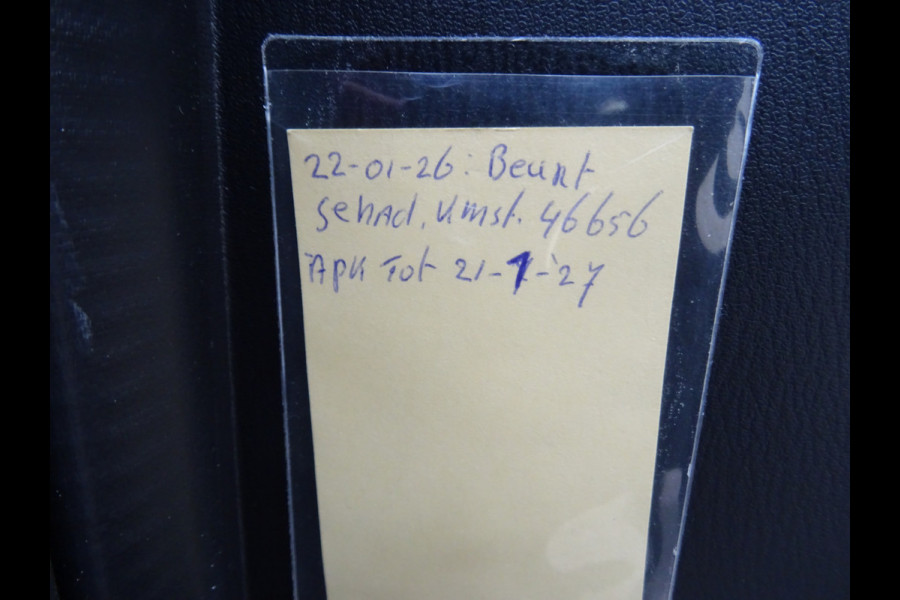 22-01-26: Beurt
gehad. Kmst. 46656
APK Tot 21-1-27